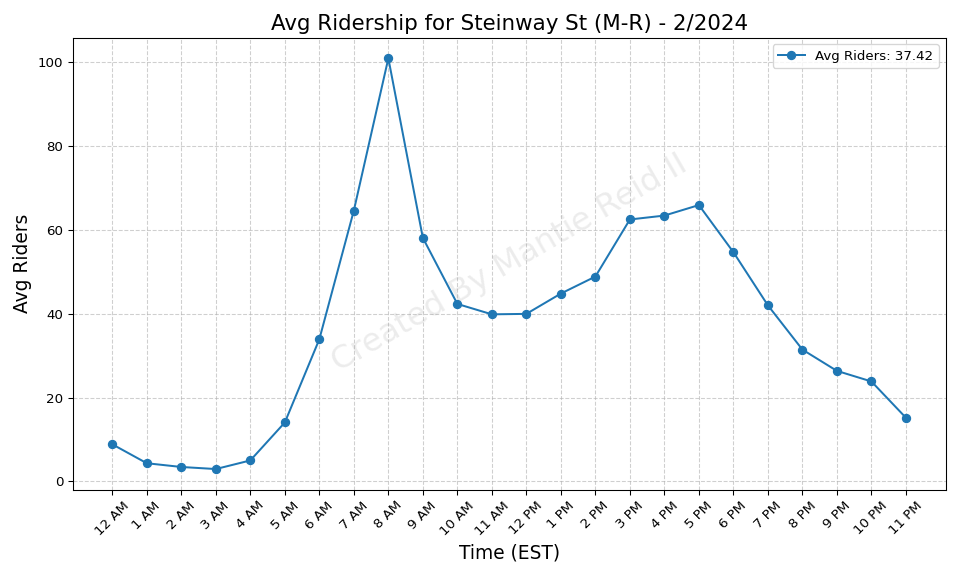 Avg Ridership for Steinway St (M-R) - 2/2024
Avg Riders: 37.42
100
80
60
40
20
0
Avg Riders
Created By Mantie Reid II
12 AM
1 AM
2 AM
3 AM
4 AM
5 AM
6 AM
7 AM
8 AM
9 AM
10 AM
11 AM
12 PM
1 PM
2 PM
3 PM
4 PM
5 PM
6 PM
7 PM
8 PM
9 PM
10 PM
11 PM
Time (EST)